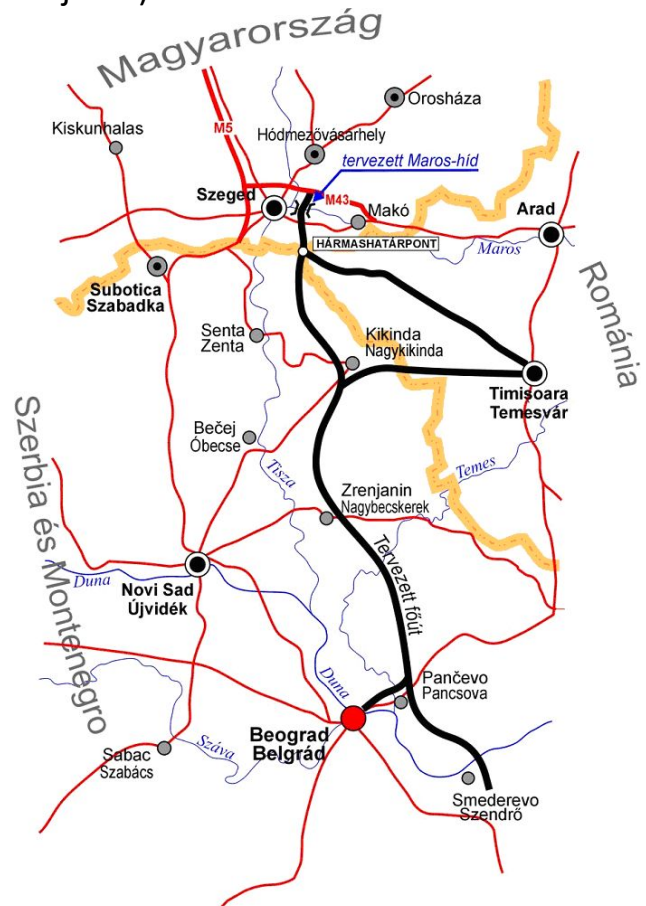 Magyarország
Kiskunhalas
M5
Orosháza
Hódmezővásárhely
tervezett Maros-híd
Szeged
M43
Makó
Arad
HÁRMASHATÁRPONT
Maros
Subotica
Szabadka
Románia
Senta
Zenta
Kikinda
Nagykikinda
Timisoara
Temesvár
Szerbia és Montenegro
Bečej
Óbecse
Tisza
Temes
Zrenjanin
Nagybecskerek
Tervezett főút
Duna
Novi Sad
Újvidék
Duna
Pančevo
Pancsova
Beograd
Belgrád
Száva
Sabac
Szabács
Smederevo
Szendrő